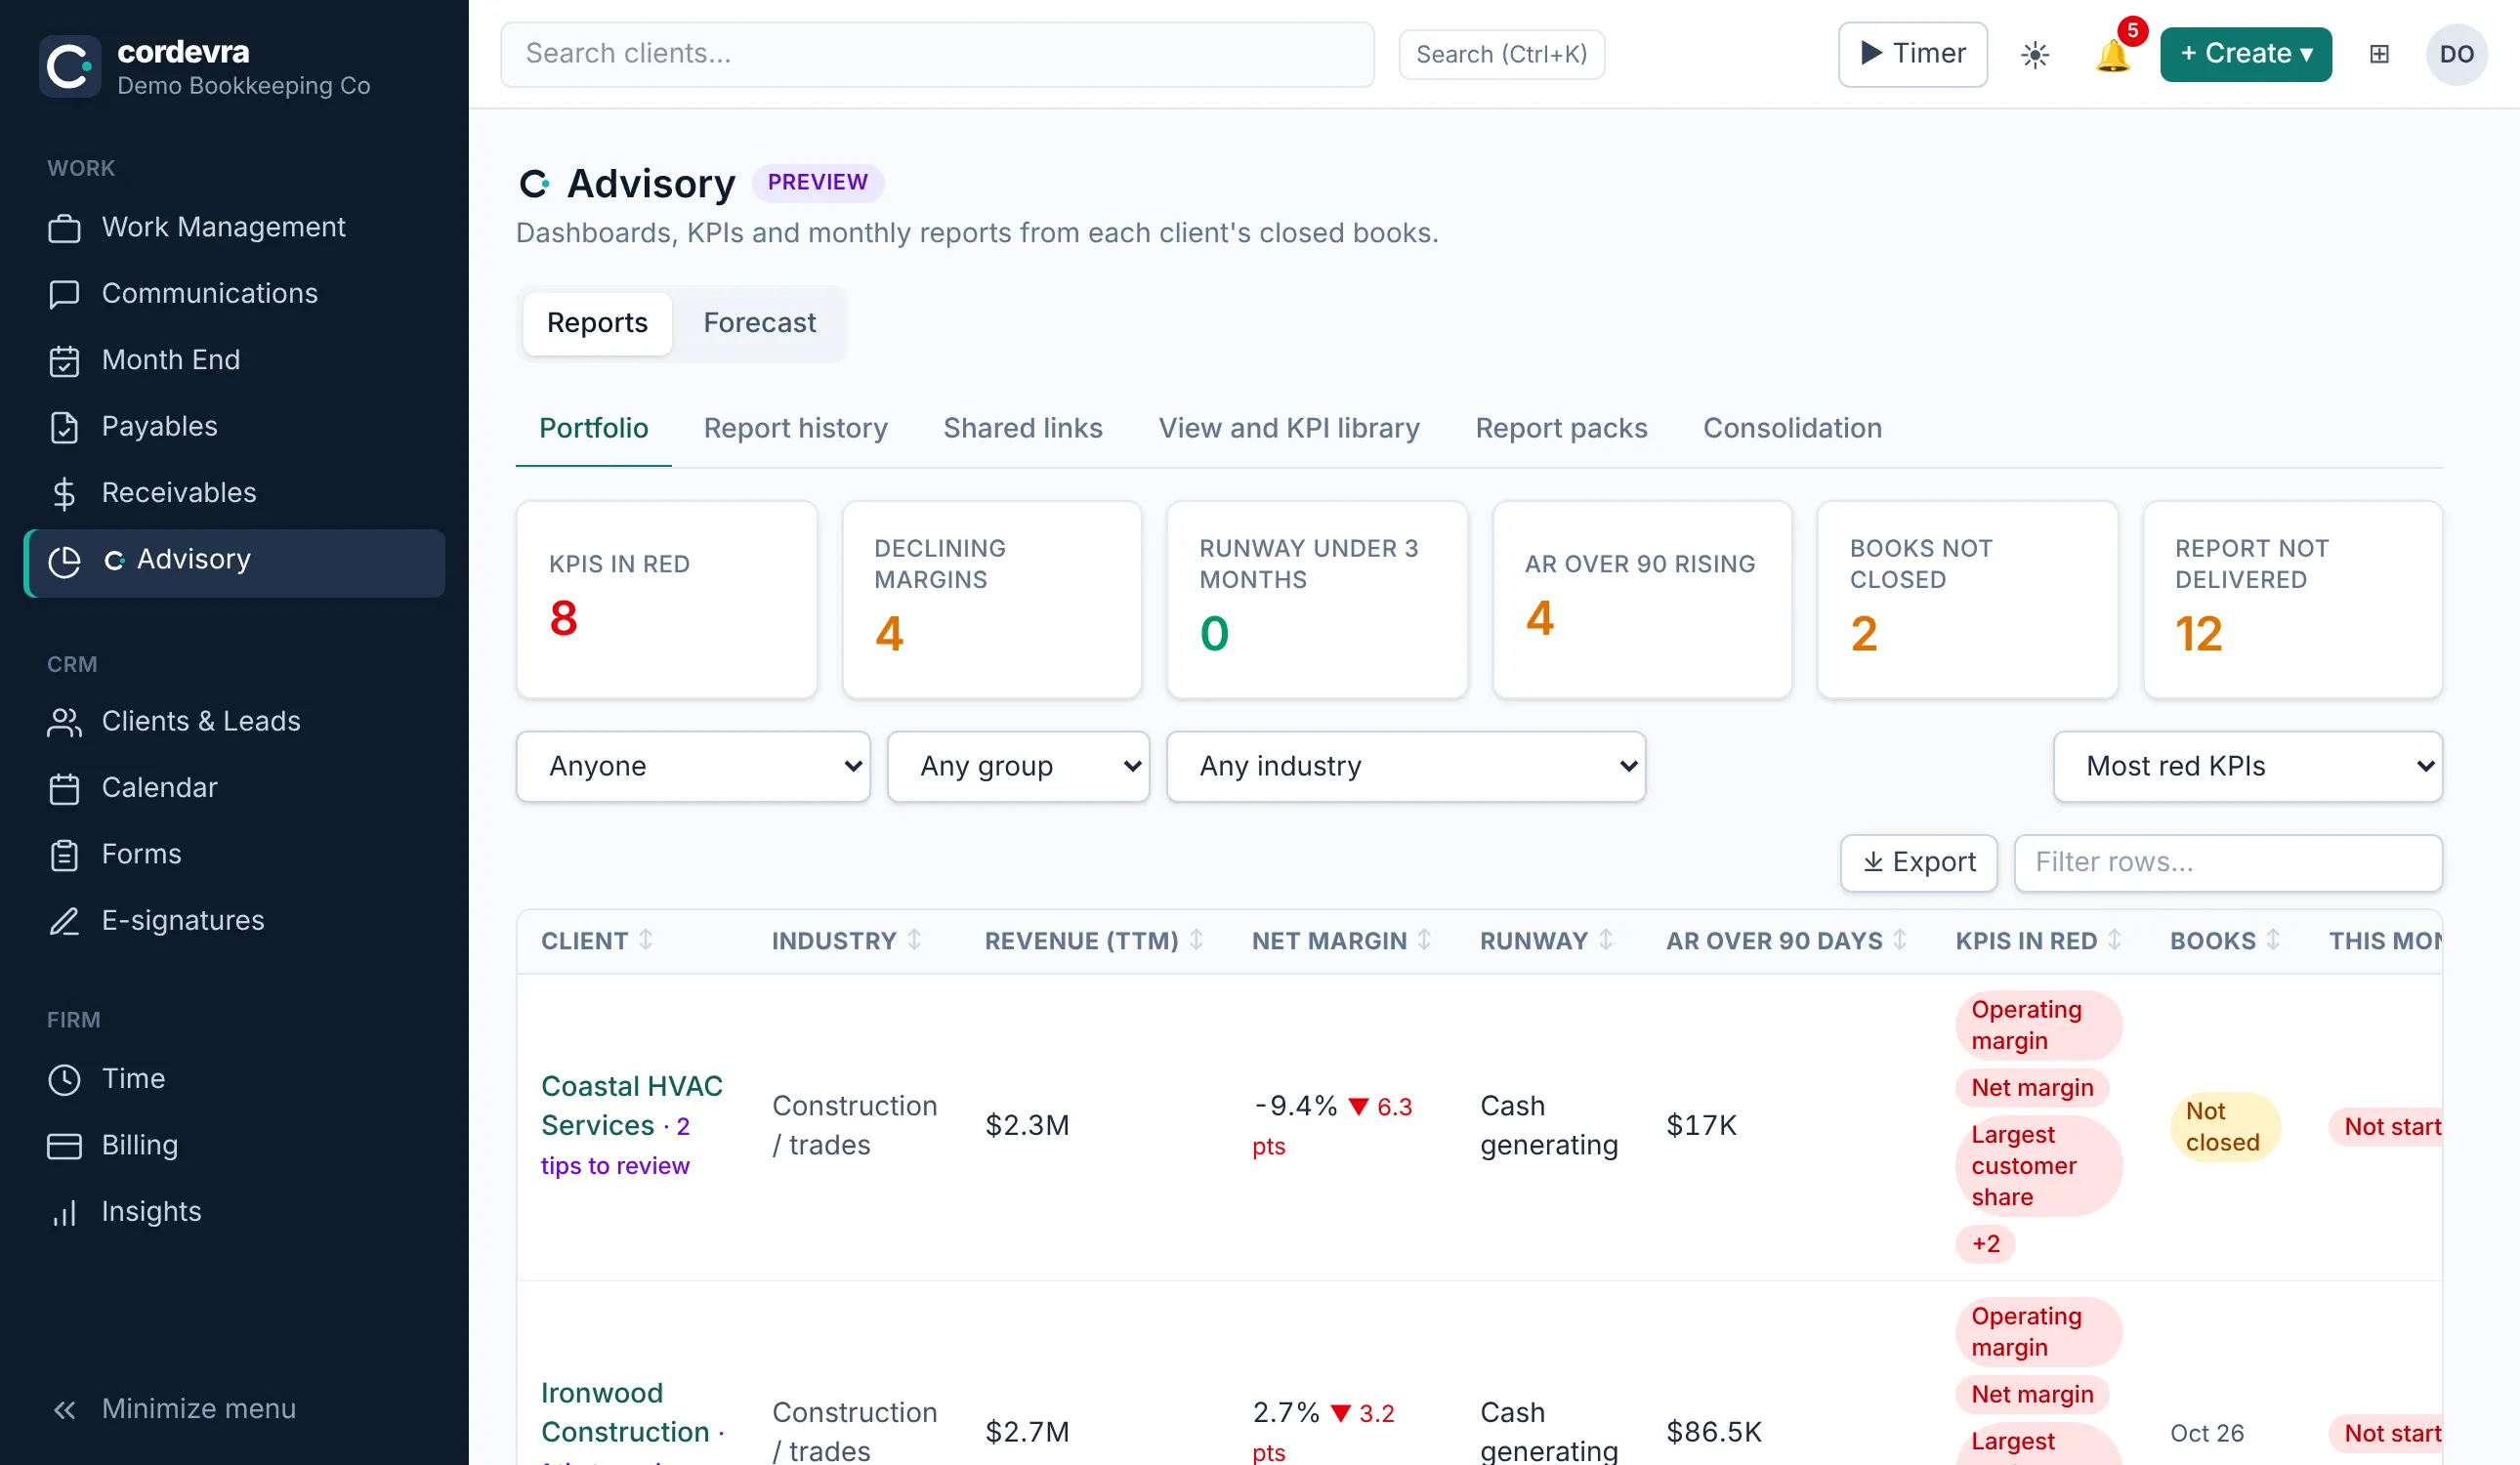 cordevra
Demo Bookkeeping Co
WORK
Work Management
Communications
Month End
Payables
Receivables
Advisory
CRM
Clients & Leads
Calendar
Forms
E-signatures
FIRM
Time
Billing
Insights
Minimize menu
Search clients...
Search (Ctrl+K)
Timer
5
+ Create ▾
DO
Advisory PREVIEW
Dashboards, KPIs and monthly reports from each client's closed books.
Reports Forecast
Portfolio Report history Shared links View and KPI library Report packs Consolidation
KPIS IN RED
8
DECLINING
MARGINS
4
RUNWAY UNDER 3
MONTHS
0
AR OVER 90 RISING
4
BOOKS NOT
CLOSED
2
REPORT NOT
DELIVERED
12
Anyone
Any group
Any industry
Most red KPIs
Export
Filter rows...
CLIENT INDUSTRY REVENUE (TTM) NET MARGIN RUNWAY AR OVER 90 DAYS KPIS IN RED BOOKS THIS MON
Coastal HVAC
Services · 2
tips to review
Construction
/ trades
$2.3M
-9.4% ▼ 6.3
pts
Cash
generating
$17K
Operating
margin
Net margin
Largest
customer
share
+2
Not
closed
Not start
Ironwood
Construction ·
Construction
/ trades
$2.7M
2.7% ▼ 3.2
pts
Cash
generating
$86.5K
Operating
margin
Net margin
Largest
Oct 26
Not start